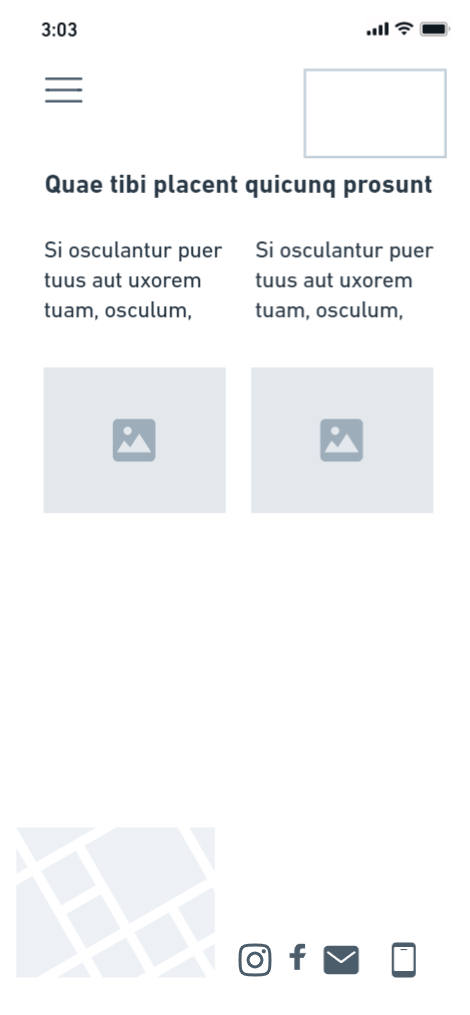 3:03
Quae tibi placent quicunq prosunt
Si osculantur puer
tuus aut uxorem
tuam, osculum,
Si osculantur puer
tuus aut uxorem
tuam, osculum,